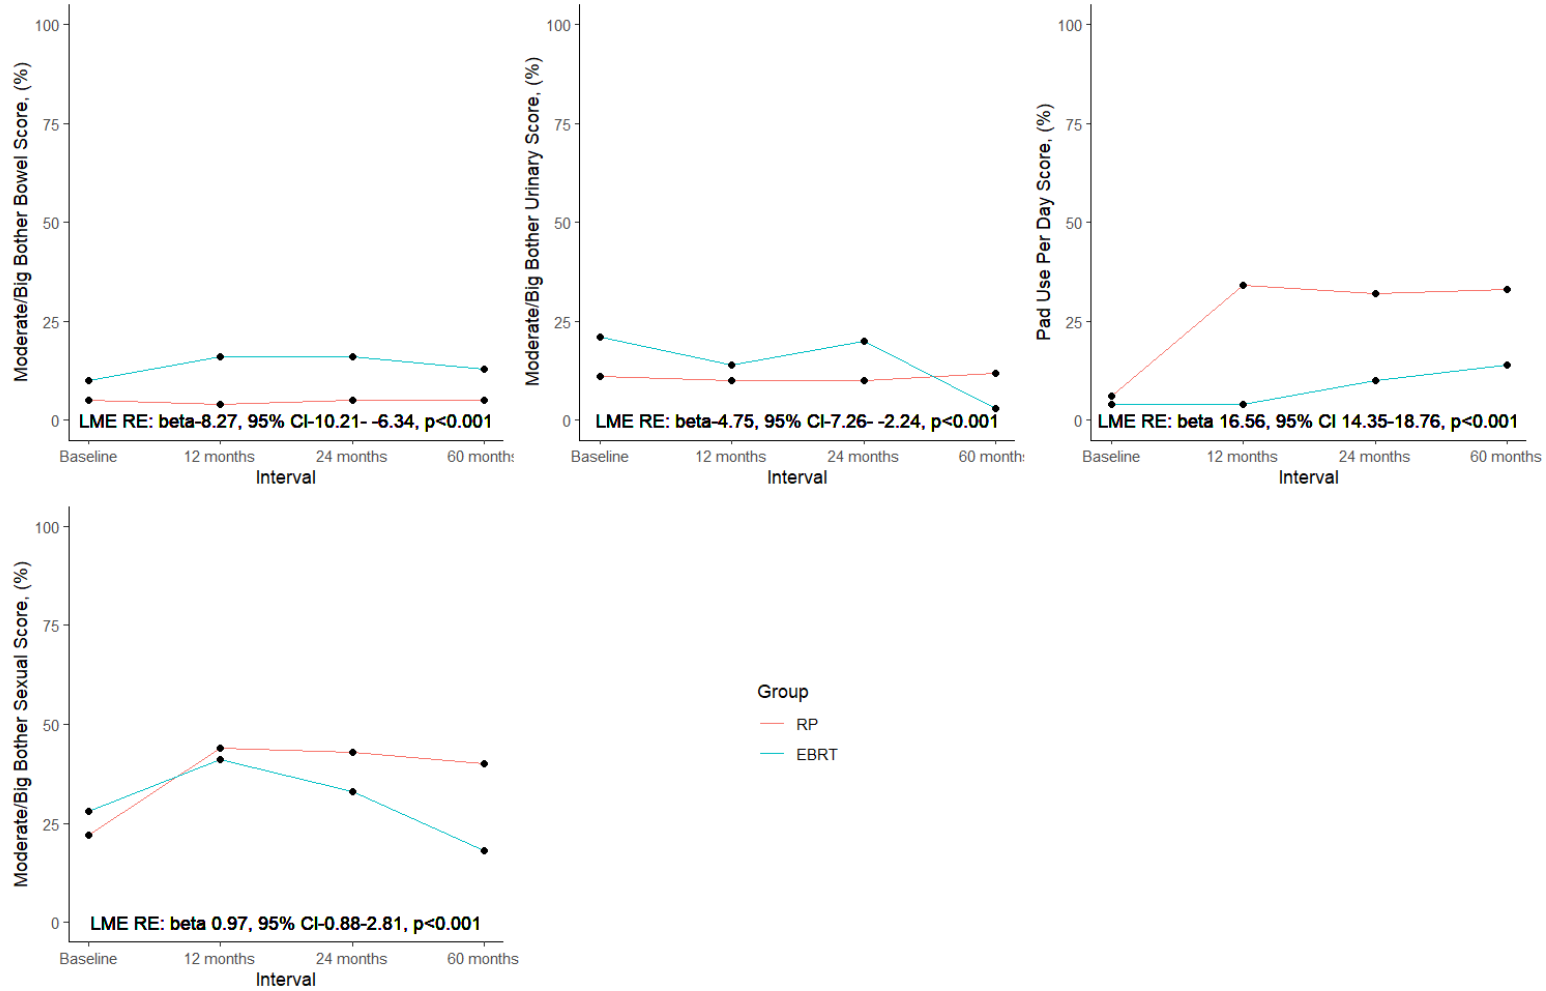 Moderate/Big Bother Bowel Score, (%)
100
75
50
25
0
LME RE: beta-8.27, 95% CI-10.21- -6.34, p<0.001
Baseline 12 months 24 months 60 months
Interval
Moderate/Big Bother Urinary Score, (%)
100
75
50
25
0
LME RE: beta-4.75, 95% CI-7.26- -2.24, p<0.001
Baseline 12 months 24 months 60 months
Interval
Pad Use Per Day Score, (%)
100
75
50
25
0
LME RE: beta 16.56, 95% CI 14.35-18.76, p<0.001
Baseline 12 months 24 months 60 months
Interval
Moderate/Big Bother Sexual Score, (%)
100
75
50
25
0
LME RE: beta 0.97, 95% CI-0.88-2.81, p<0.001
Baseline 12 months 24 months 60 months
Interval
Group
RP
EBRT